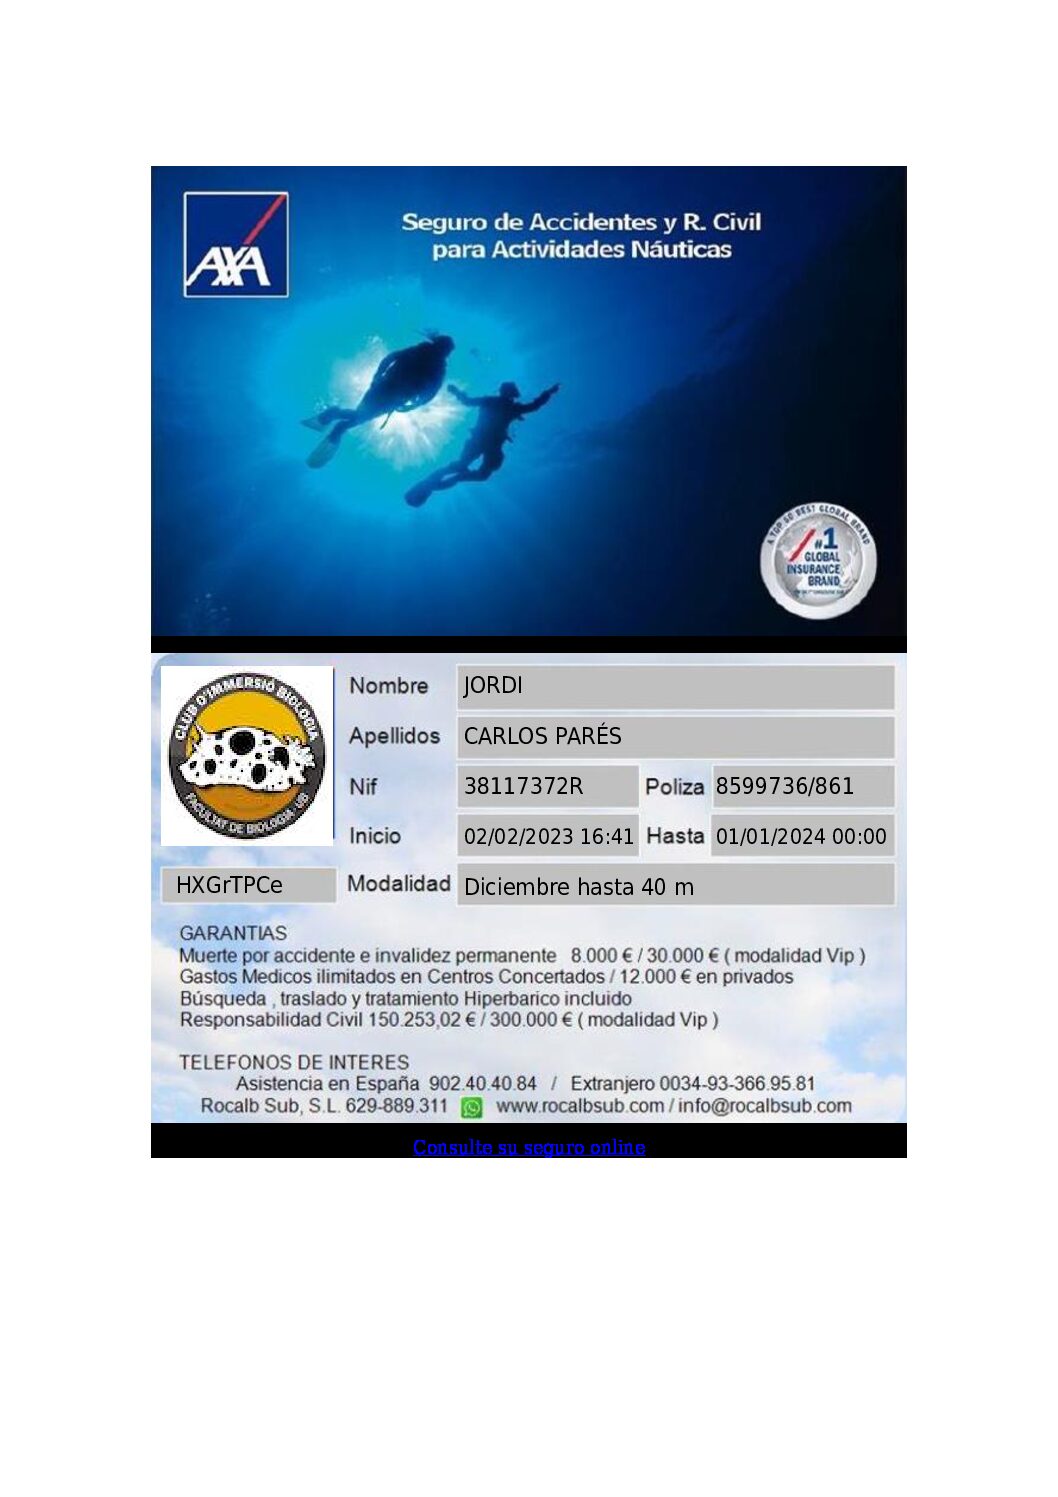 AXA
Seguro de Accidentes y R. Civil
para Actividades Náuticas
A TOP 50 BEST GLOBAL BRAND
#1
GLOBAL
INSURANCE
BRAND
CLUB D'IMMERSIÓ BIOLOGIA
FACULTAT DE BIOLOGIA - UB
Nombre JORDI
Apellidos CARLOS PARÉS
Nif 38117372R Poliza 8599736/861
Inicio 02/02/2023 16:41 Hasta 01/01/2024 00:00
HXGrTPCe Modalidad Diciembre hasta 40 m
GARANTIAS
Muerte por accidente e invalidez permanente 8.000 € / 30.000 € ( modalidad Vip )
Gastos Medicos ilimitados en Centros Concertados / 12.000 € en privados
Búsqueda , traslado y tratamiento Hiperbarico incluido
Responsabilidad Civil 150.253,02 € / 300.000 € ( modalidad Vip )
TELEFONOS DE INTERES
Asistencia en España 902.40.40.84 / Extranjero 0034-93-366.95.81
Rocalb Sub, S.L. 629-889.311 www.rocalbsub.com / info@rocalbsub.com
Consulte su seguro online